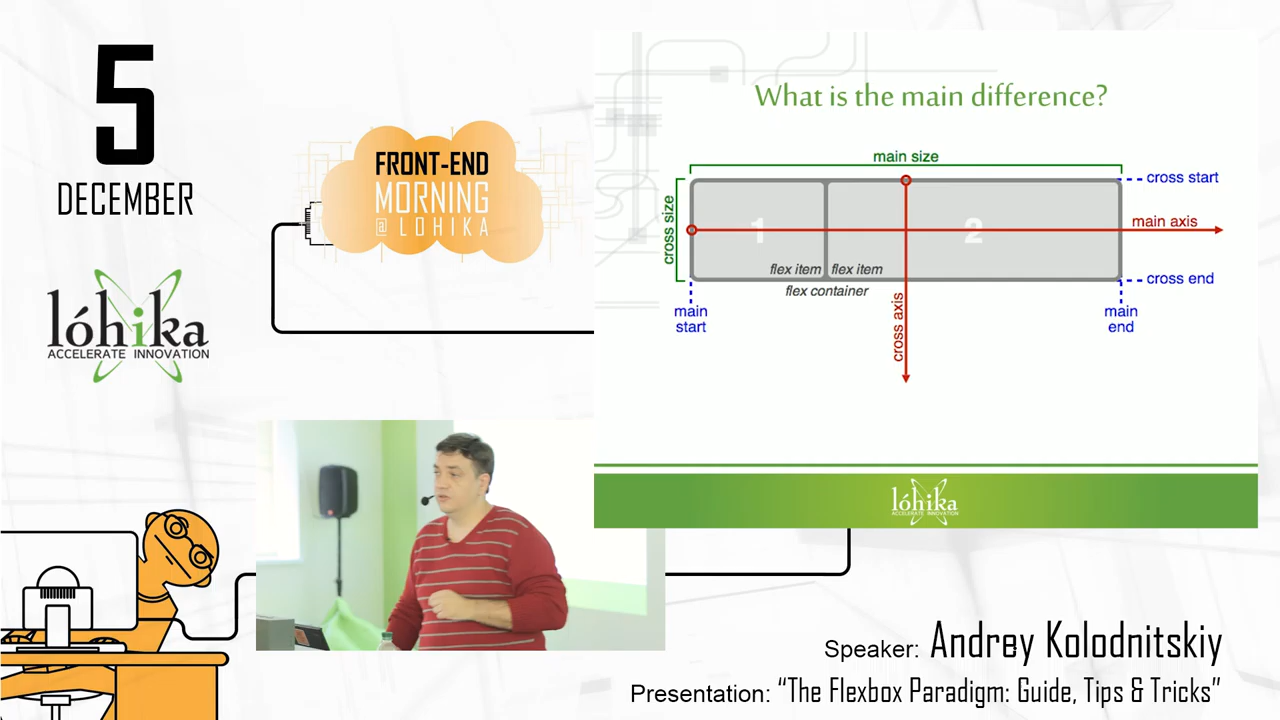 5
DECEMBER
lóhika
ACCELERATE INNOVATION
FRONT-END
MORNING
@ LOHIKA
What is the main difference?
main size
cross size
cross start
main axis
1
2
flex item
flex item
flex container
cross end
main
start
cross axis
main
end
lóhika
ACCELERATE INNOVATION
Speaker: Andrey Kolodnitskiy
Presentation: “The Flexbox Paradigm: Guide, Tips & Tricks”